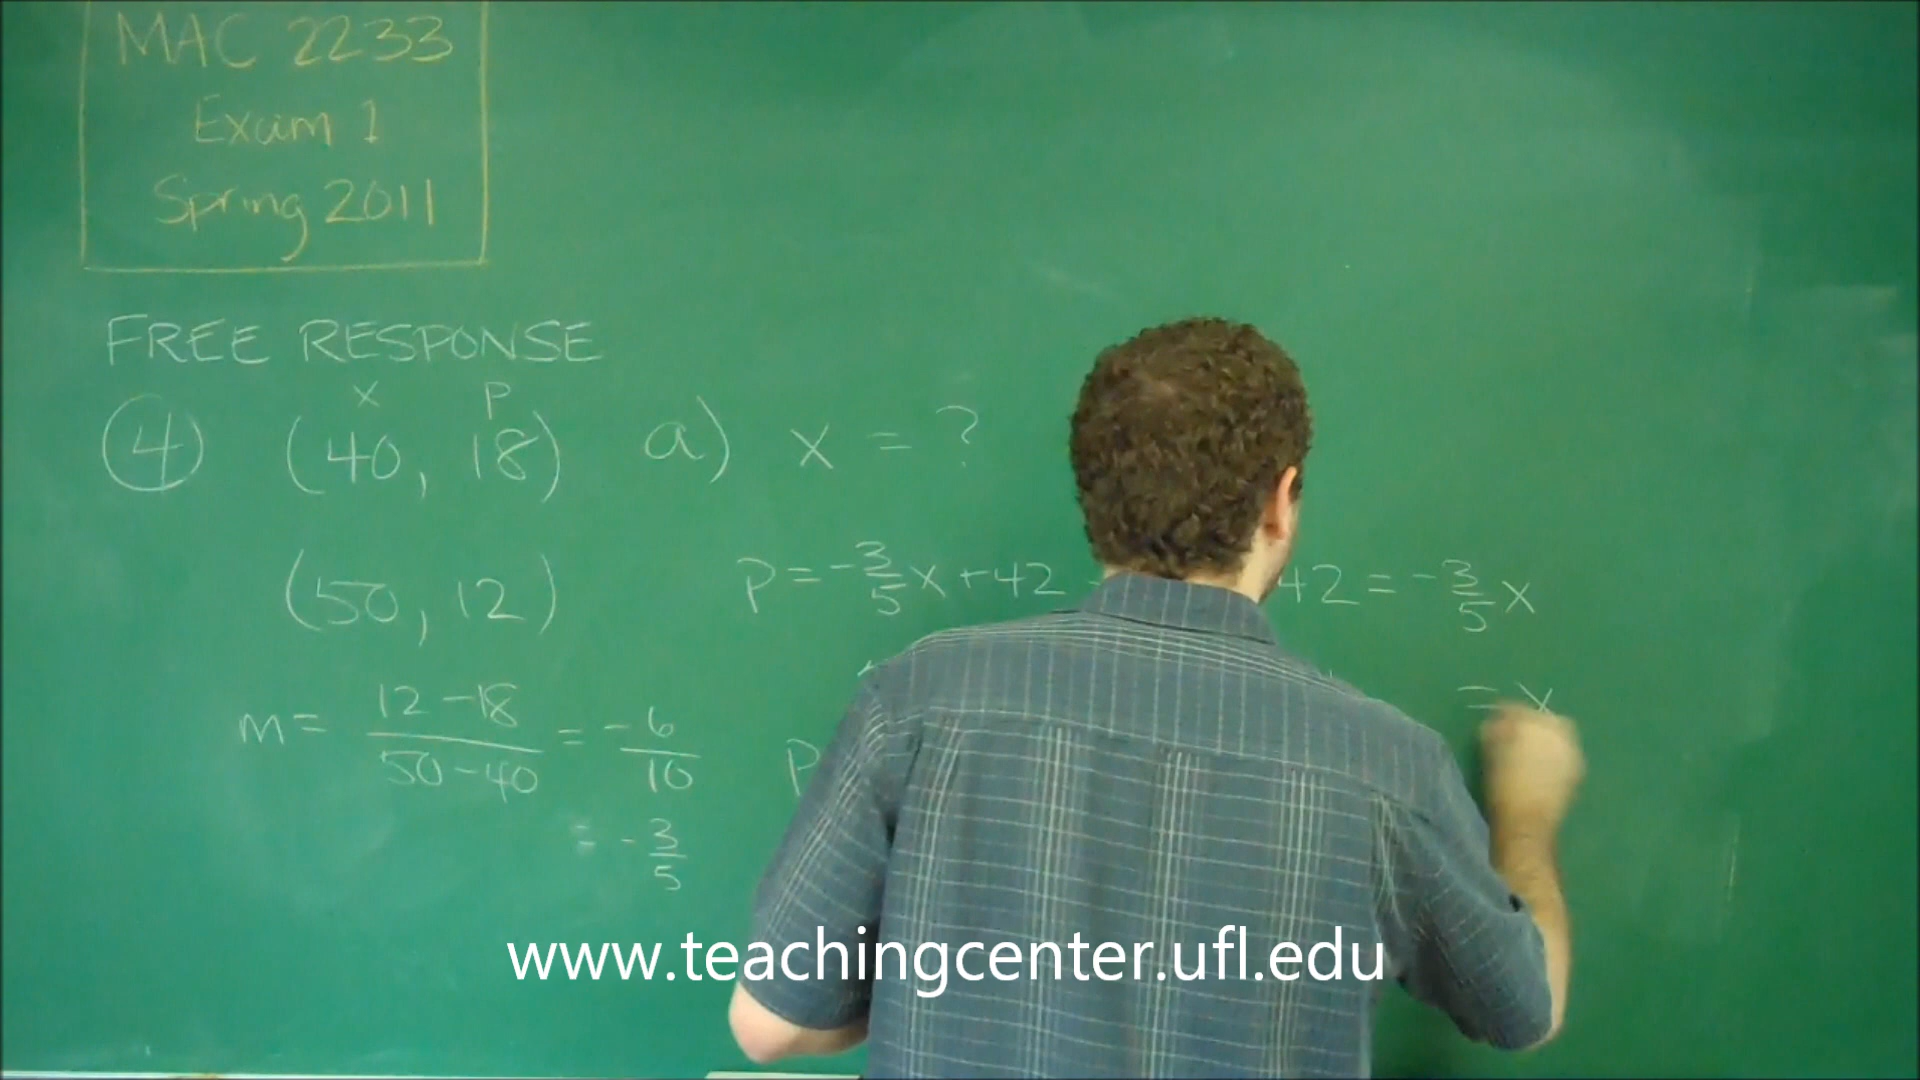 MAC 2233
Exam 1
Spring 2011
FREE RESPONSE
x P
4 (40, 18) a) x = ?
(50, 12)
P = -3/5 x + 42
42 = -3/5 x
= x
m = 12 - 18 / 50 - 40 = -6 / 10
P
= -3/5
www.teachingcenter.ufl.edu